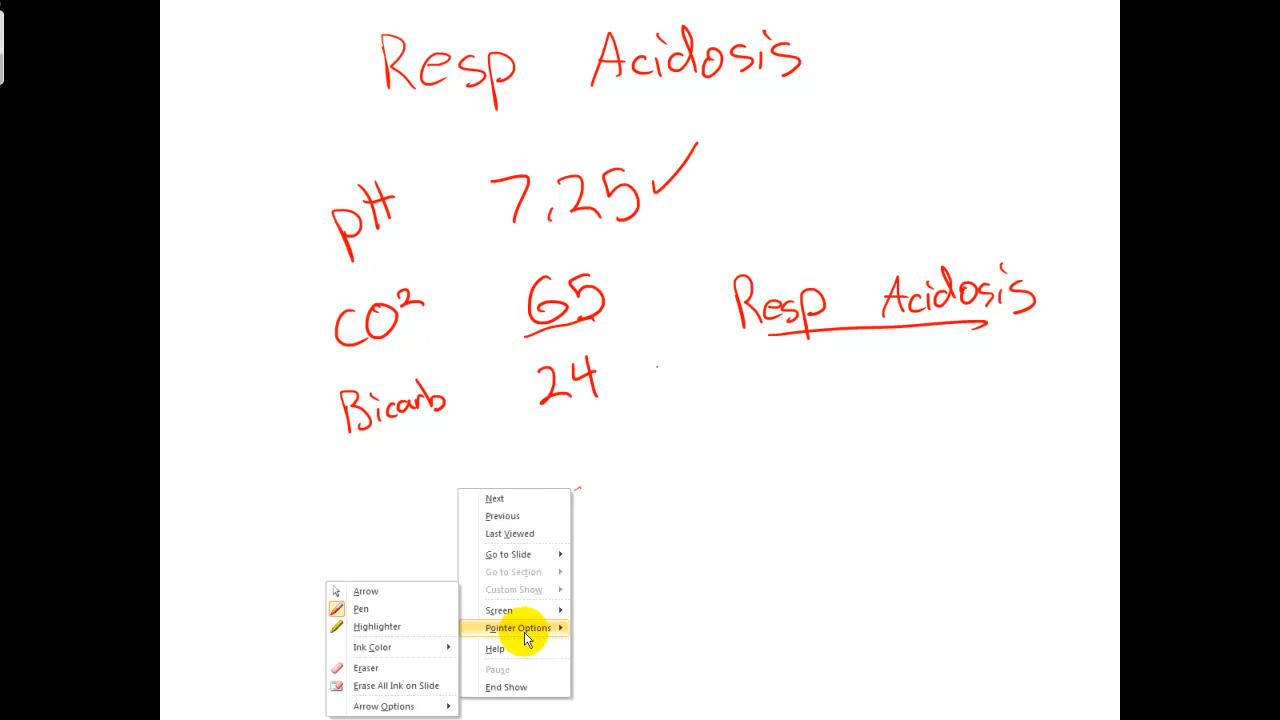 Resp Acidosis
pH 7.25 ✓
CO² 65 Resp Acidosis
Bicarb 24
Next
Previous
Last Viewed
Go to Slide
Go to Section
Custom Show
Screen
Pointer Options
Help
Pause
End Show
Arrow
Pen
Highlighter
Ink Color
Eraser
Erase All Ink on Slide
Arrow Options